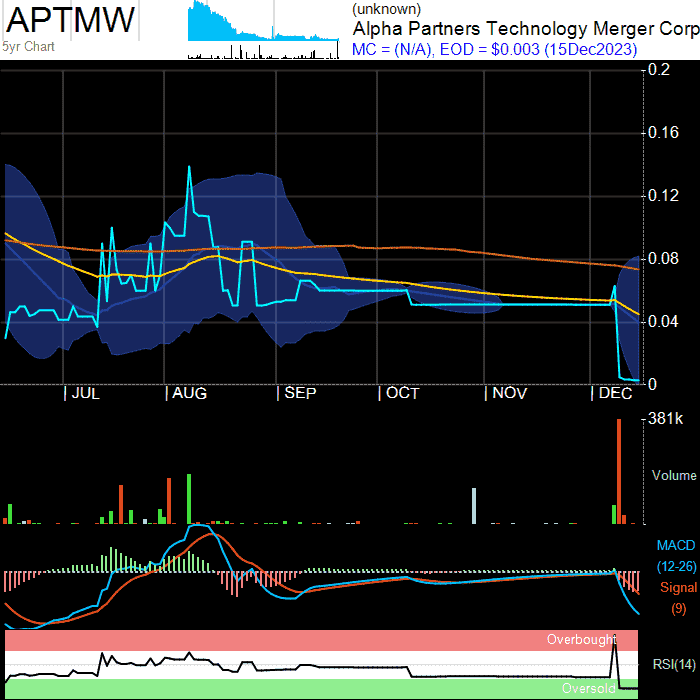 APTMW
5yr Chart
(unknown)
Alpha Partners Technology Merger Corp
MC = (N/A), EOD = $0.003 (15Dec2023)
0.2
0.16
0.12
0.08
0.04
0
JUL
AUG
SEP
OCT
NOV
DEC
381k
Volume
MACD
(12-26)
Signal
(9)
Overbought
RSI(14)
Oversold